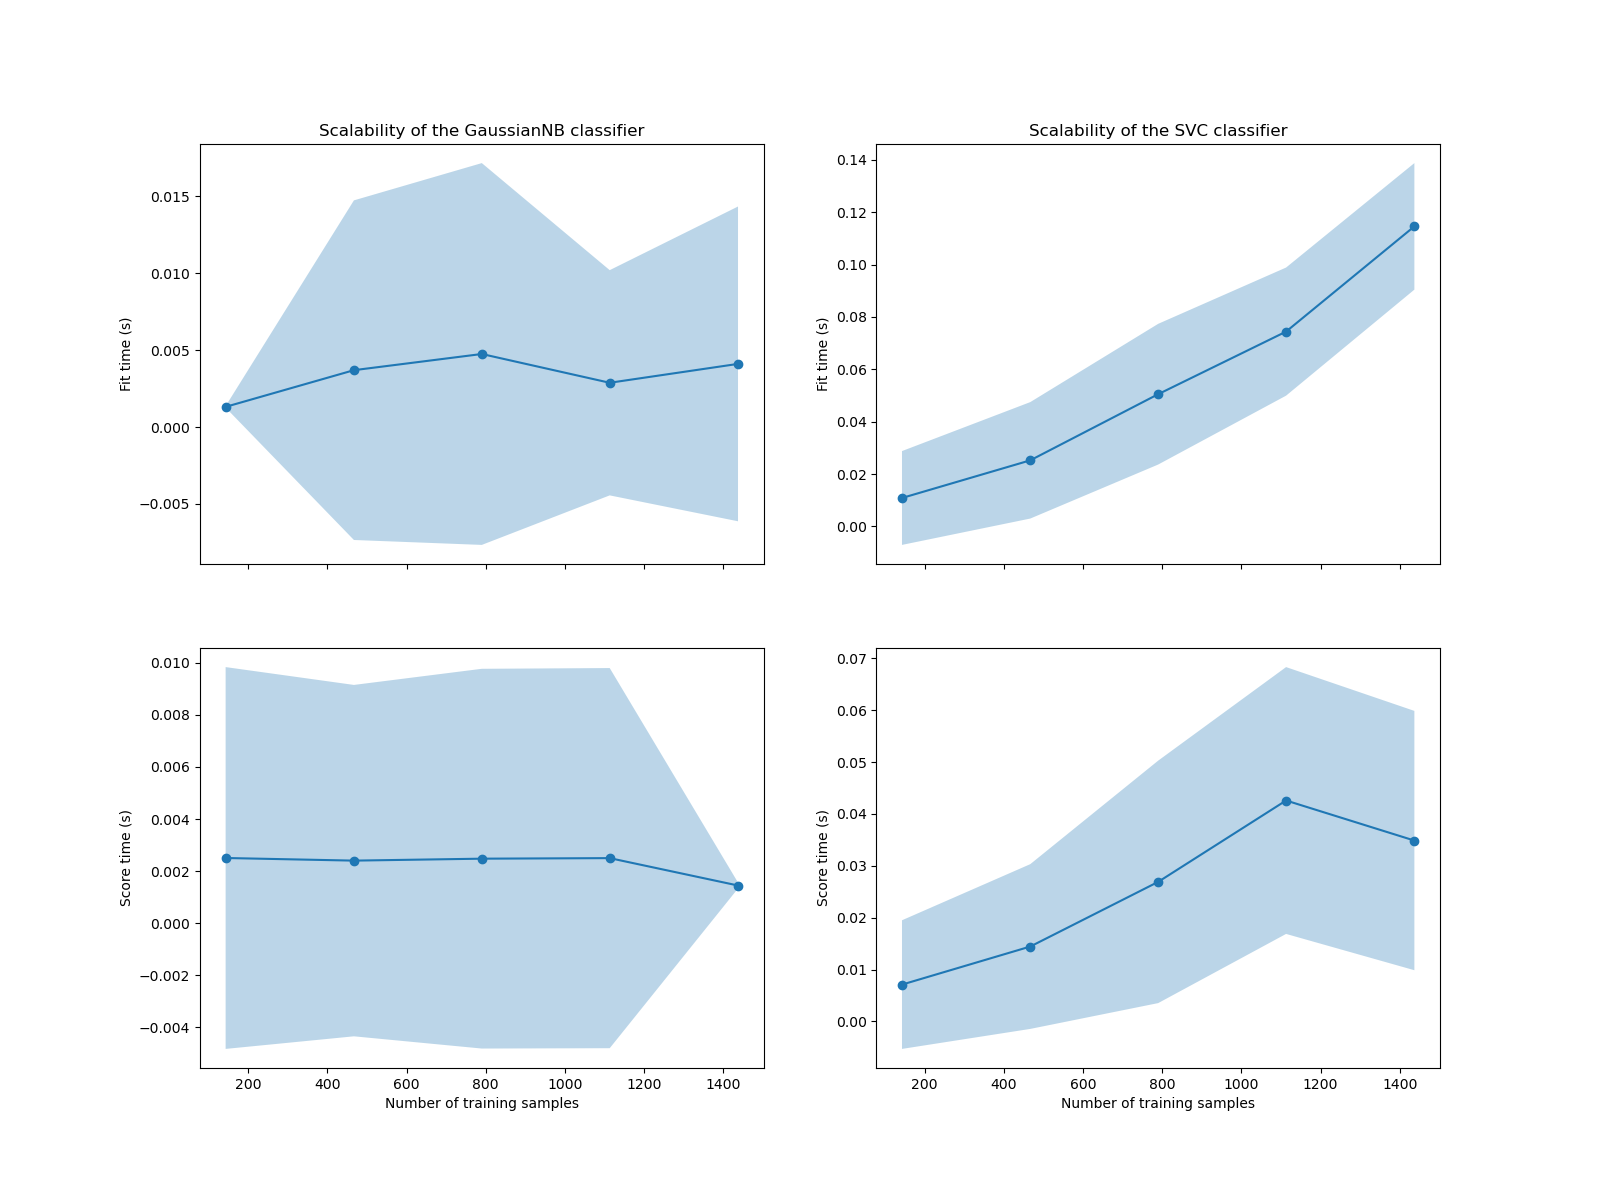 Scalability of the GaussianNB classifier
Fit time (s)
0.015
0.010
0.005
0.000
−0.005
Scalability of the SVC classifier
Fit time (s)
0.14
0.12
0.10
0.08
0.06
0.04
0.02
0.00
Score time (s)
0.010
0.008
0.006
0.004
0.002
0.000
−0.002
−0.004
200 400 600 800 1000 1200 1400
Number of training samples
Score time (s)
0.07
0.06
0.05
0.04
0.03
0.02
0.01
0.00
200 400 600 800 1000 1200 1400
Number of training samples